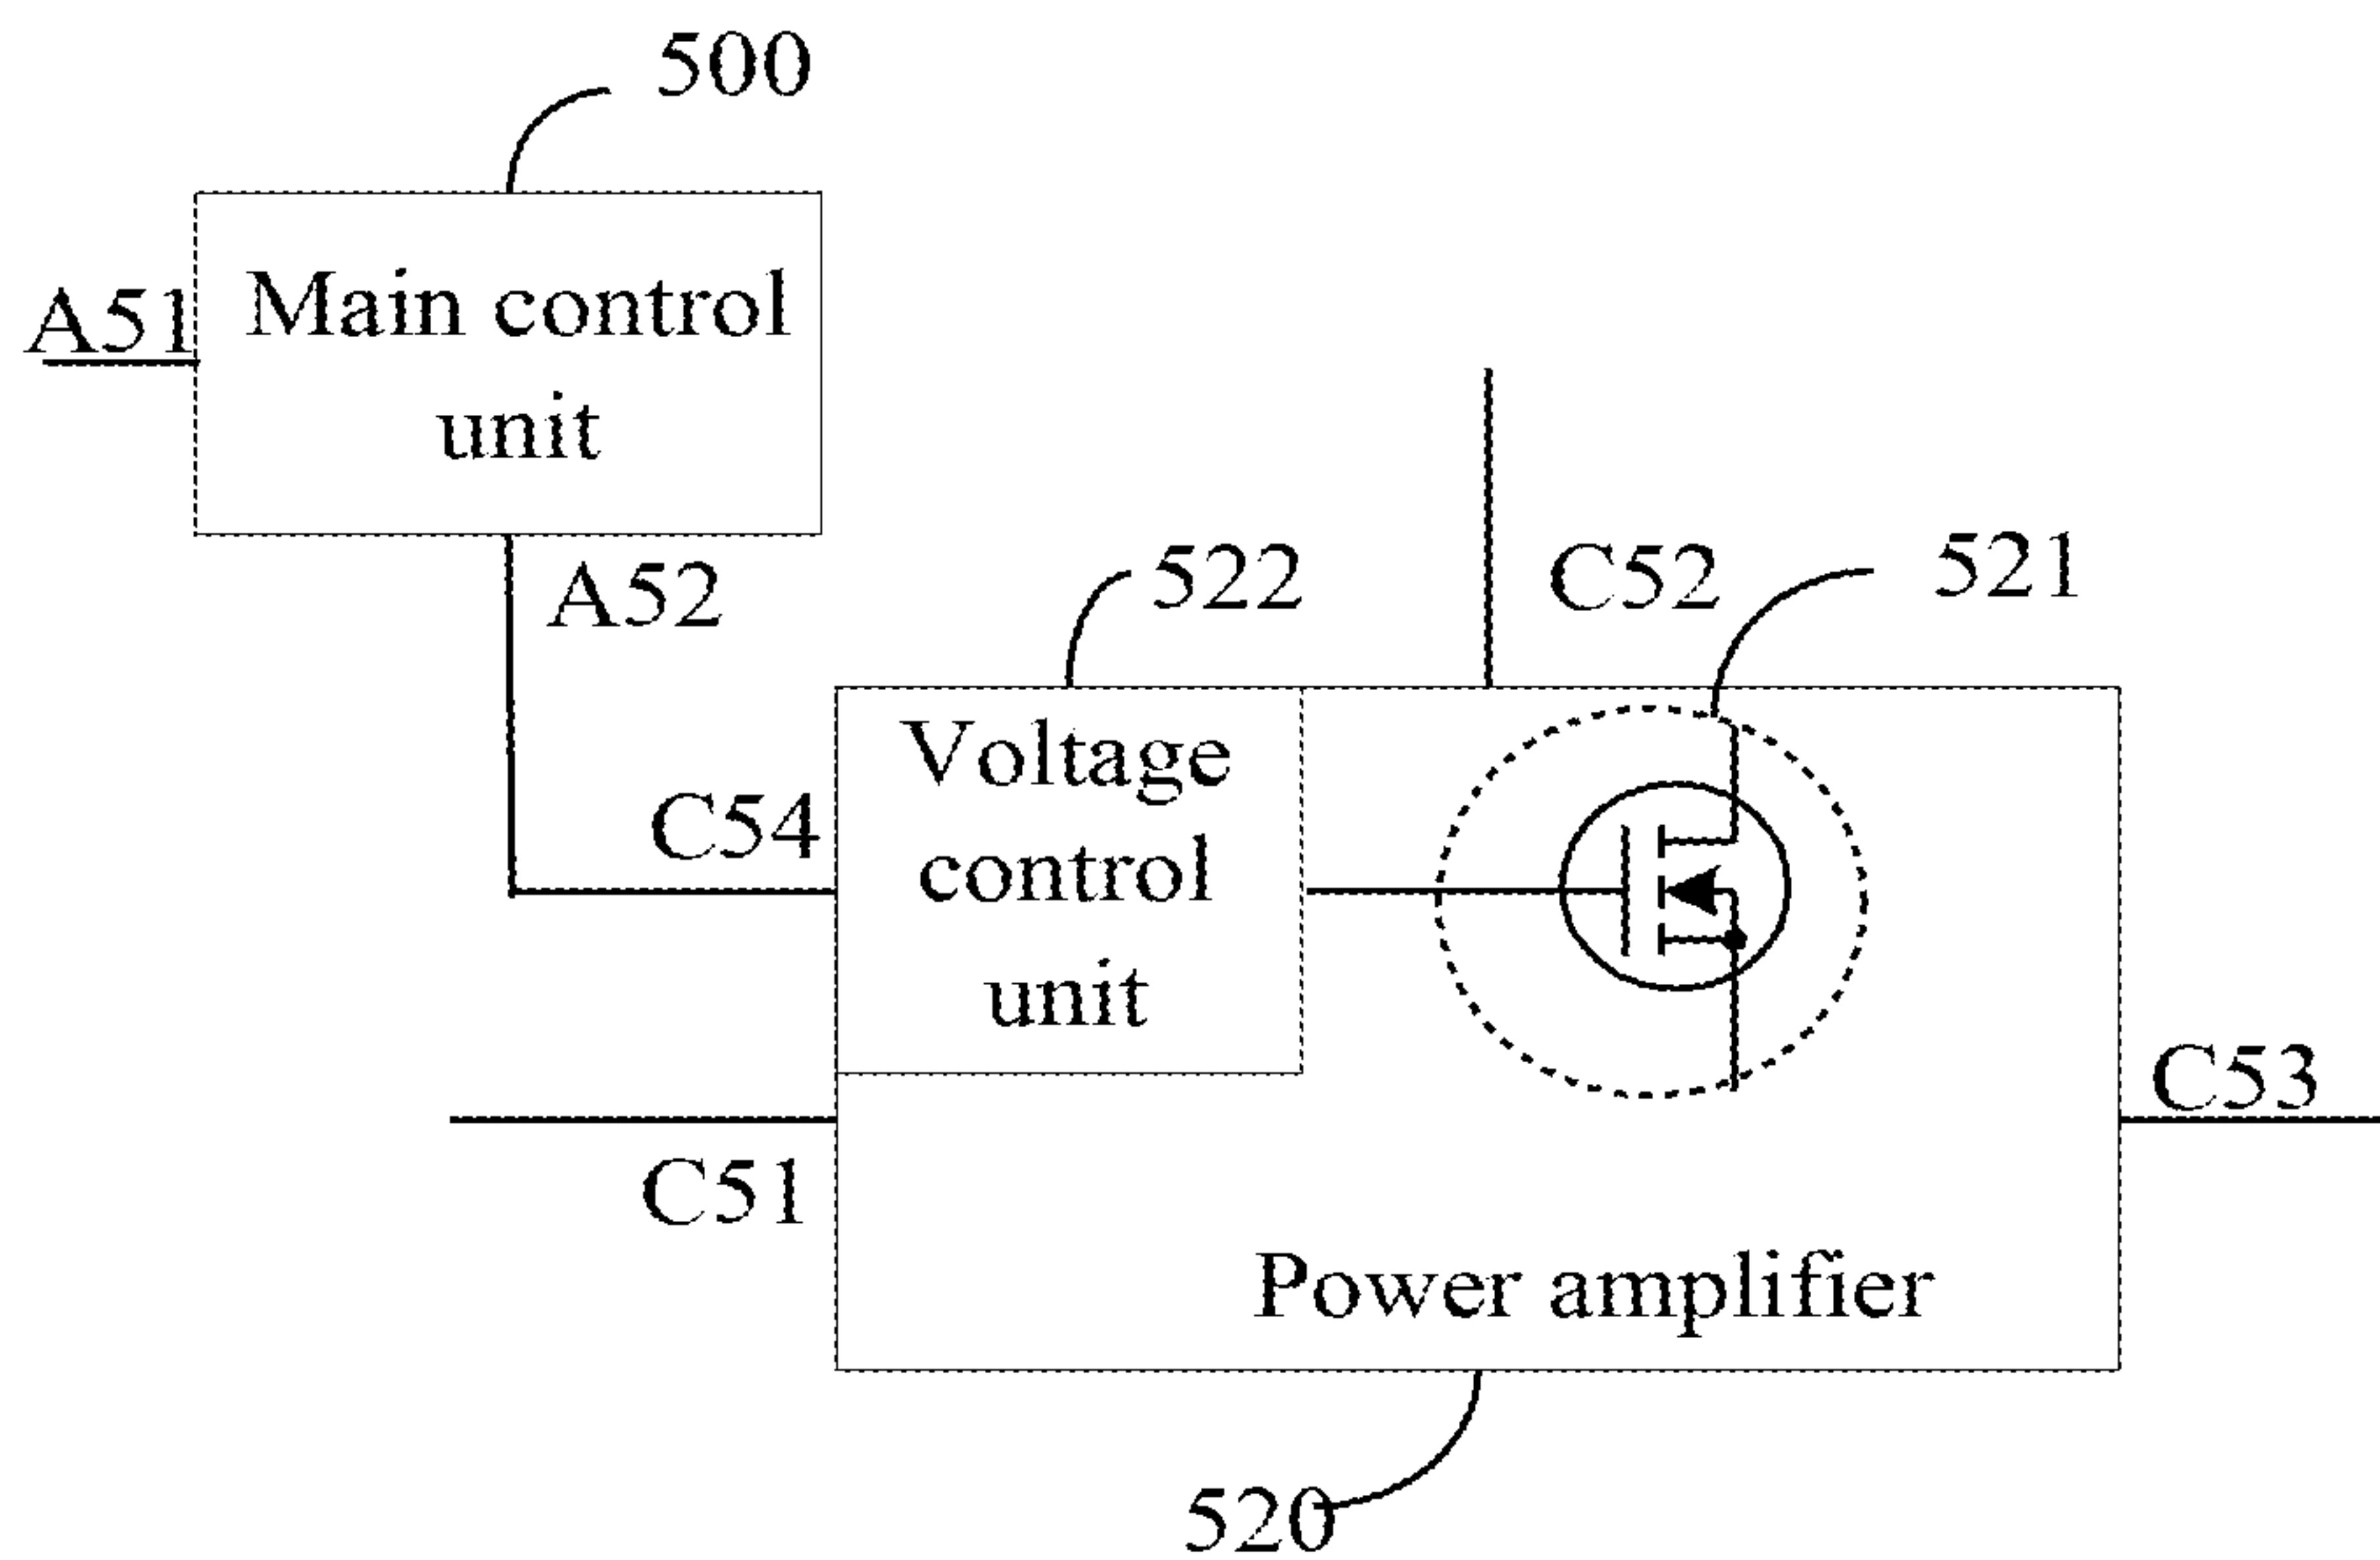 500
A51
Main control
unit
A52
522
C52
521
Voltage
control
unit
C54
C53
C51
Power amplifier
520